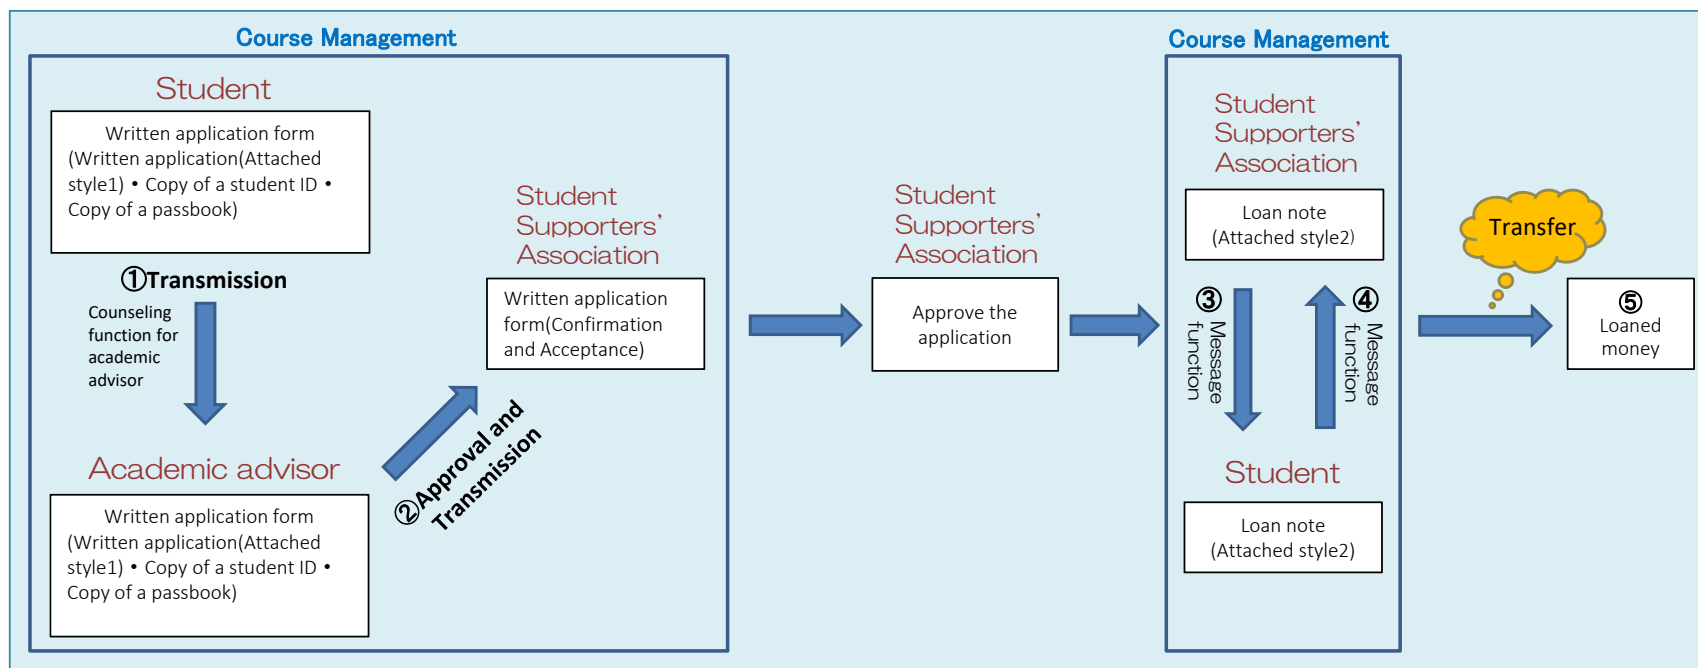 Course Management
Student
Written application form
(Written application(Attached
style1) • Copy of a student ID •
Copy of a passbook)
①Transmission
Counseling
function for
academic
advisor
Academic advisor
Written application form
(Written application(Attached
style1) • Copy of a student ID •
Copy of a passbook)
②Approval and
Transmission
Student
Supporters’
Association
Written application
form(Confirmation
and Acceptance)
Student
Supporters’
Association
Approve the
application
Course Management
Student
Supporters’
Association
Loan note
(Attached style2)
③Message
function
④Message
function
Student
Loan note
(Attached style2)
Transfer
⑤
Loaned
money